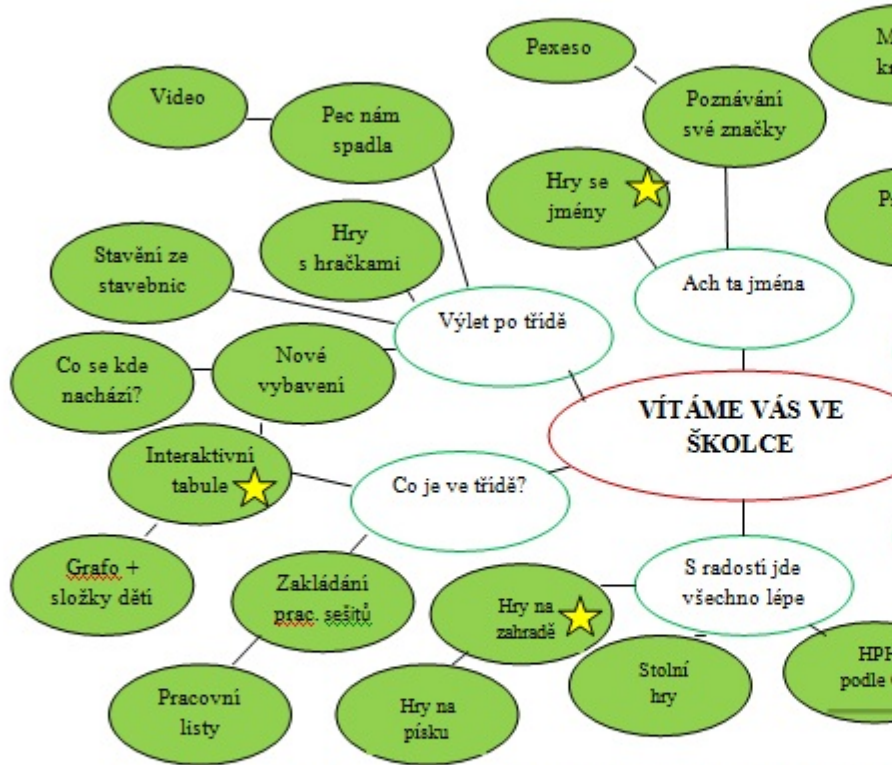 Pexeso
Poznávání
své značky
Video
Pec nám
spadla
Hry se
jmény
Hry
s hračkami
Stavění ze
stavebnic
Ach ta jména
Výlet po třídě
Co se kde
nachází?
Nové
vybavení
VÍTÁME VÁS VE
ŠKOLCE
Interaktivní
tabule
Co je ve třídě?
Grafo +
složky dětí
Zakládání
prac. sešitů
Hry na
zahradě
S radostí jde
všechno lépe
Stolní
hry
podle
Pracovní
listy
Hry na
písku